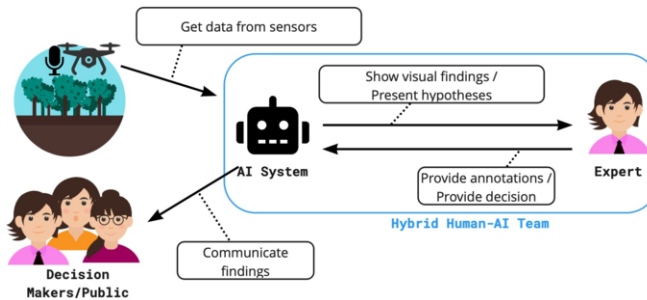 Get data from sensors
Show visual findings /
Present hypotheses
AI System
Expert
Provide annotations /
Provide decision
Hybrid Human-AI Team
Communicate
findings
Decision
Makers/Public